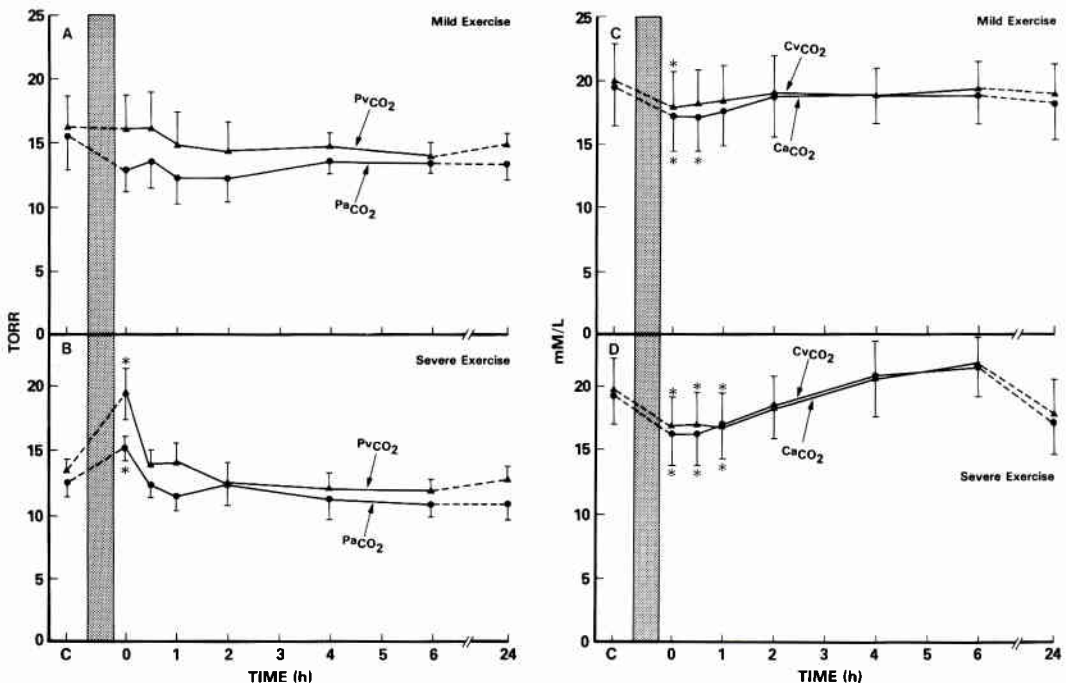 A
Mild Exercise
25
20
15
10
5
0
PvCO2
PaCO2
TORR
B
Severe Exercise
20
15
10
5
0
*
*
PvCO2
PaCO2
C 0 1 2 3 4 5 6 24
TIME (h)
C
Mild Exercise
25
20
15
10
5
0
*
* *
CvCO2
CaCO2
mM/L
D
20
15
10
5
0
* * *
* * *
CvCO2
CaCO2
Severe Exercise
C 0 1 2 3 4 5 6 24
TIME (h)